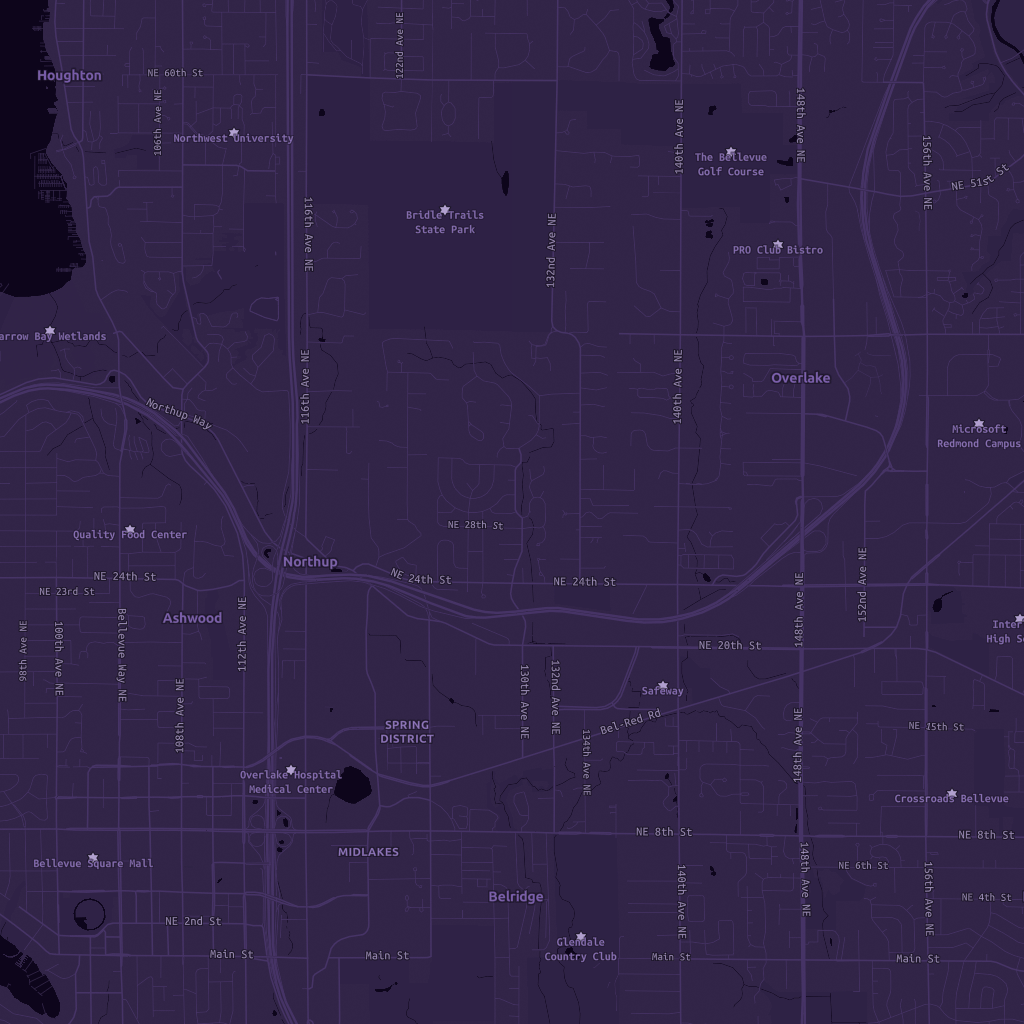 122nd Ave NE
Houghton
NE 60th St
106th Ave NE
Northwest University
140th Ave NE
148th Ave NE
The Bellevue
Golf Course
156th Ave NE
NE 51st St
116th Ave NE
Bridle Trails
State Park
132nd Ave NE
PRO Club Bistro
arrow Bay Wetlands
116th Ave NE
140th Ave NE
Overlake
Northup Way
Microsoft
Redmond Campus
Quality Food Center
NE 28th St
Northup
NE 24th St
NE 24th St
NE 24th St
NE 23rd St
152nd Ave NE
148th Ave NE
Ashwood
112th Ave NE
98th Ave NE
100th Ave NE
Bellevue Way NE
Inter
High Sc
NE 20th St
108th Ave NE
130th Ave NE
132nd Ave NE
Safeway
SPRING
DISTRICT
Bel-Red Rd
134th Ave NE
148th Ave NE
NE 15th St
Overlake Hospital
Medical Center
Crossroads Bellevue
NE 8th St
NE 8th St
MIDLAKES
Bellevue Square Mall
140th Ave NE
148th Ave NE
NE 6th St
156th Ave NE
Belridge
NE 4th St
NE 2nd St
Glendale
Country Club
Main St
Main St
Main St
Main St